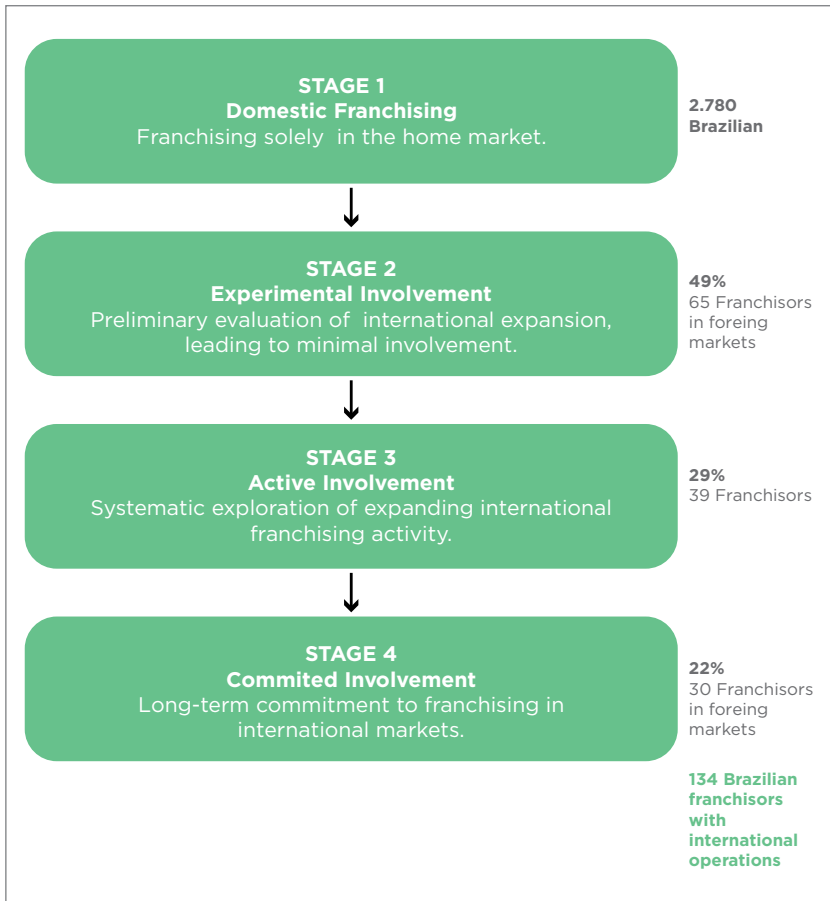 STAGE 1
Domestic Franchising
Franchising solely in the home market.
2.780
Brazilian
STAGE 2
Experimental Involvement
Preliminary evaluation of international expansion,
leading to minimal involvement.
49%
65 Franchisors
in foreing
markets
STAGE 3
Active Involvement
Systematic exploration of expanding international
franchising activity.
29%
39 Franchisors
STAGE 4
Commited Involvement
Long-term commitment to franchising in
international markets.
22%
30 Franchisors
in foreing
markets
134 Brazilian
franchisors
with
international
operations